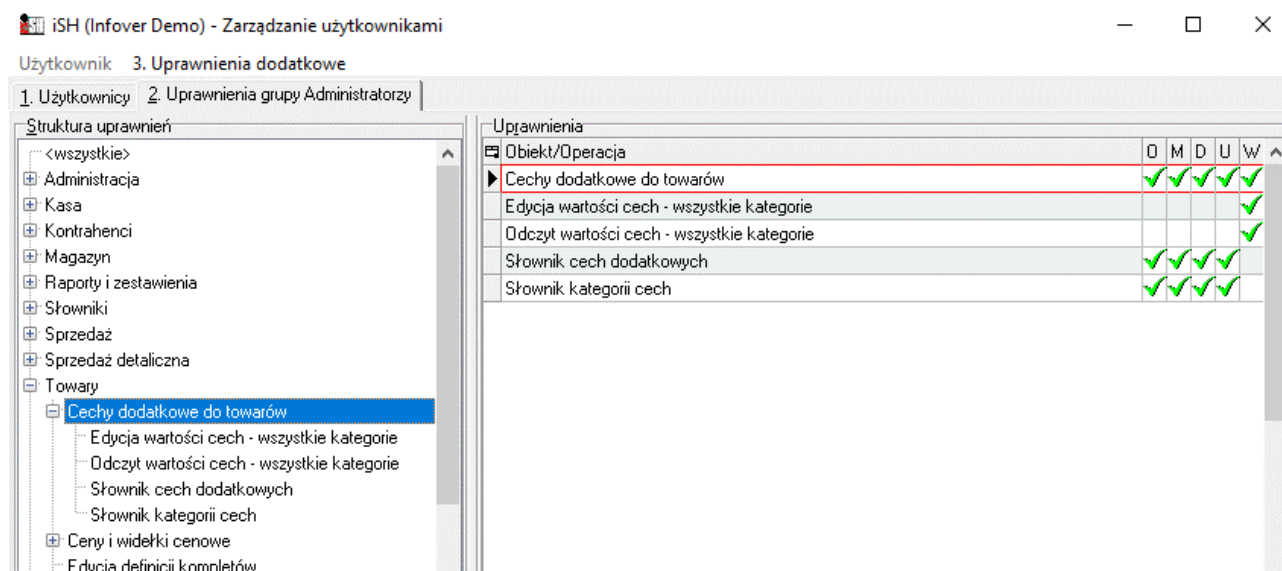 iSH (Infover Demo) - Zarządzanie użytkownikami
Użytkownik 3. Uprawnienia dodatkowe
1. Użytkownicy 2. Uprawnienia grupy Administratorzy
Struktura uprawnień
<wszystkie>
Administracja
Kasa
Kontrahenci
Magazyn
Raporty i zestawienia
Słowniki
Sprzedaż
Sprzedaż detaliczna
Towary
Cechy dodatkowe do towarów
Edycja wartości cech - wszystkie kategorie
Odczyt wartości cech - wszystkie kategorie
Słownik cech dodatkowych
Słownik kategorii cech
Ceny i widełki cenowe
Edycja definicji kompletów
Uprawnienia
Obiekt/Operacja O M D U W
Cechy dodatkowe do towarów
Edycja wartości cech - wszystkie kategorie
Odczyt wartości cech - wszystkie kategorie
Słownik cech dodatkowych
Słownik kategorii cech